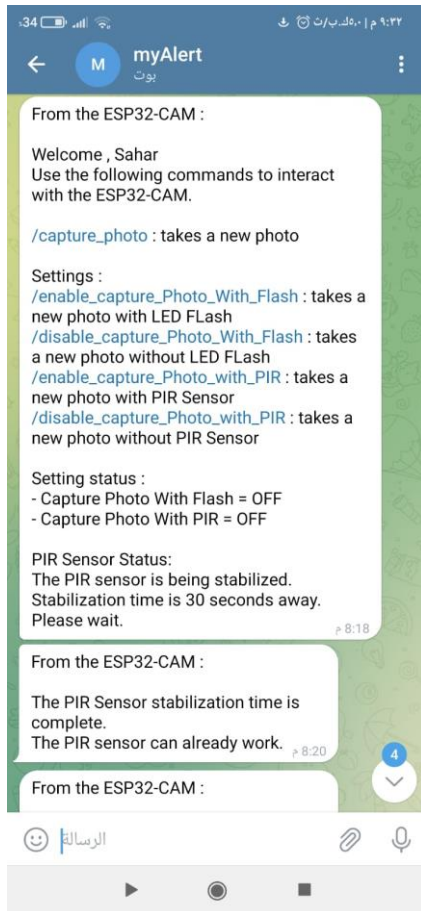 ٩:٣٢ م | ٠,٥ك.ب/ث
34
myAlert
M
بوت
From the ESP32-CAM :
Welcome , Sahar
Use the following commands to interact
with the ESP32-CAM.
/capture_photo : takes a new photo
Settings :
/enable_capture_Photo_With_Flash : takes a
new photo with LED FLash
/disable_capture_Photo_With_Flash : takes
a new photo without LED FLash
/enable_capture_Photo_with_PIR : takes a
new photo with PIR Sensor
/disable_capture_Photo_with_PIR : takes a
new photo without PIR Sensor
Setting status :
- Capture Photo With Flash = OFF
- Capture Photo With PIR = OFF
PIR Sensor Status:
The PIR sensor is being stabilized.
Stabilization time is 30 seconds away.
Please wait.
8:18 م
From the ESP32-CAM :
The PIR Sensor stabilization time is
complete.
The PIR sensor can already work.
8:20 م
4
From the ESP32-CAM :
الرسالة